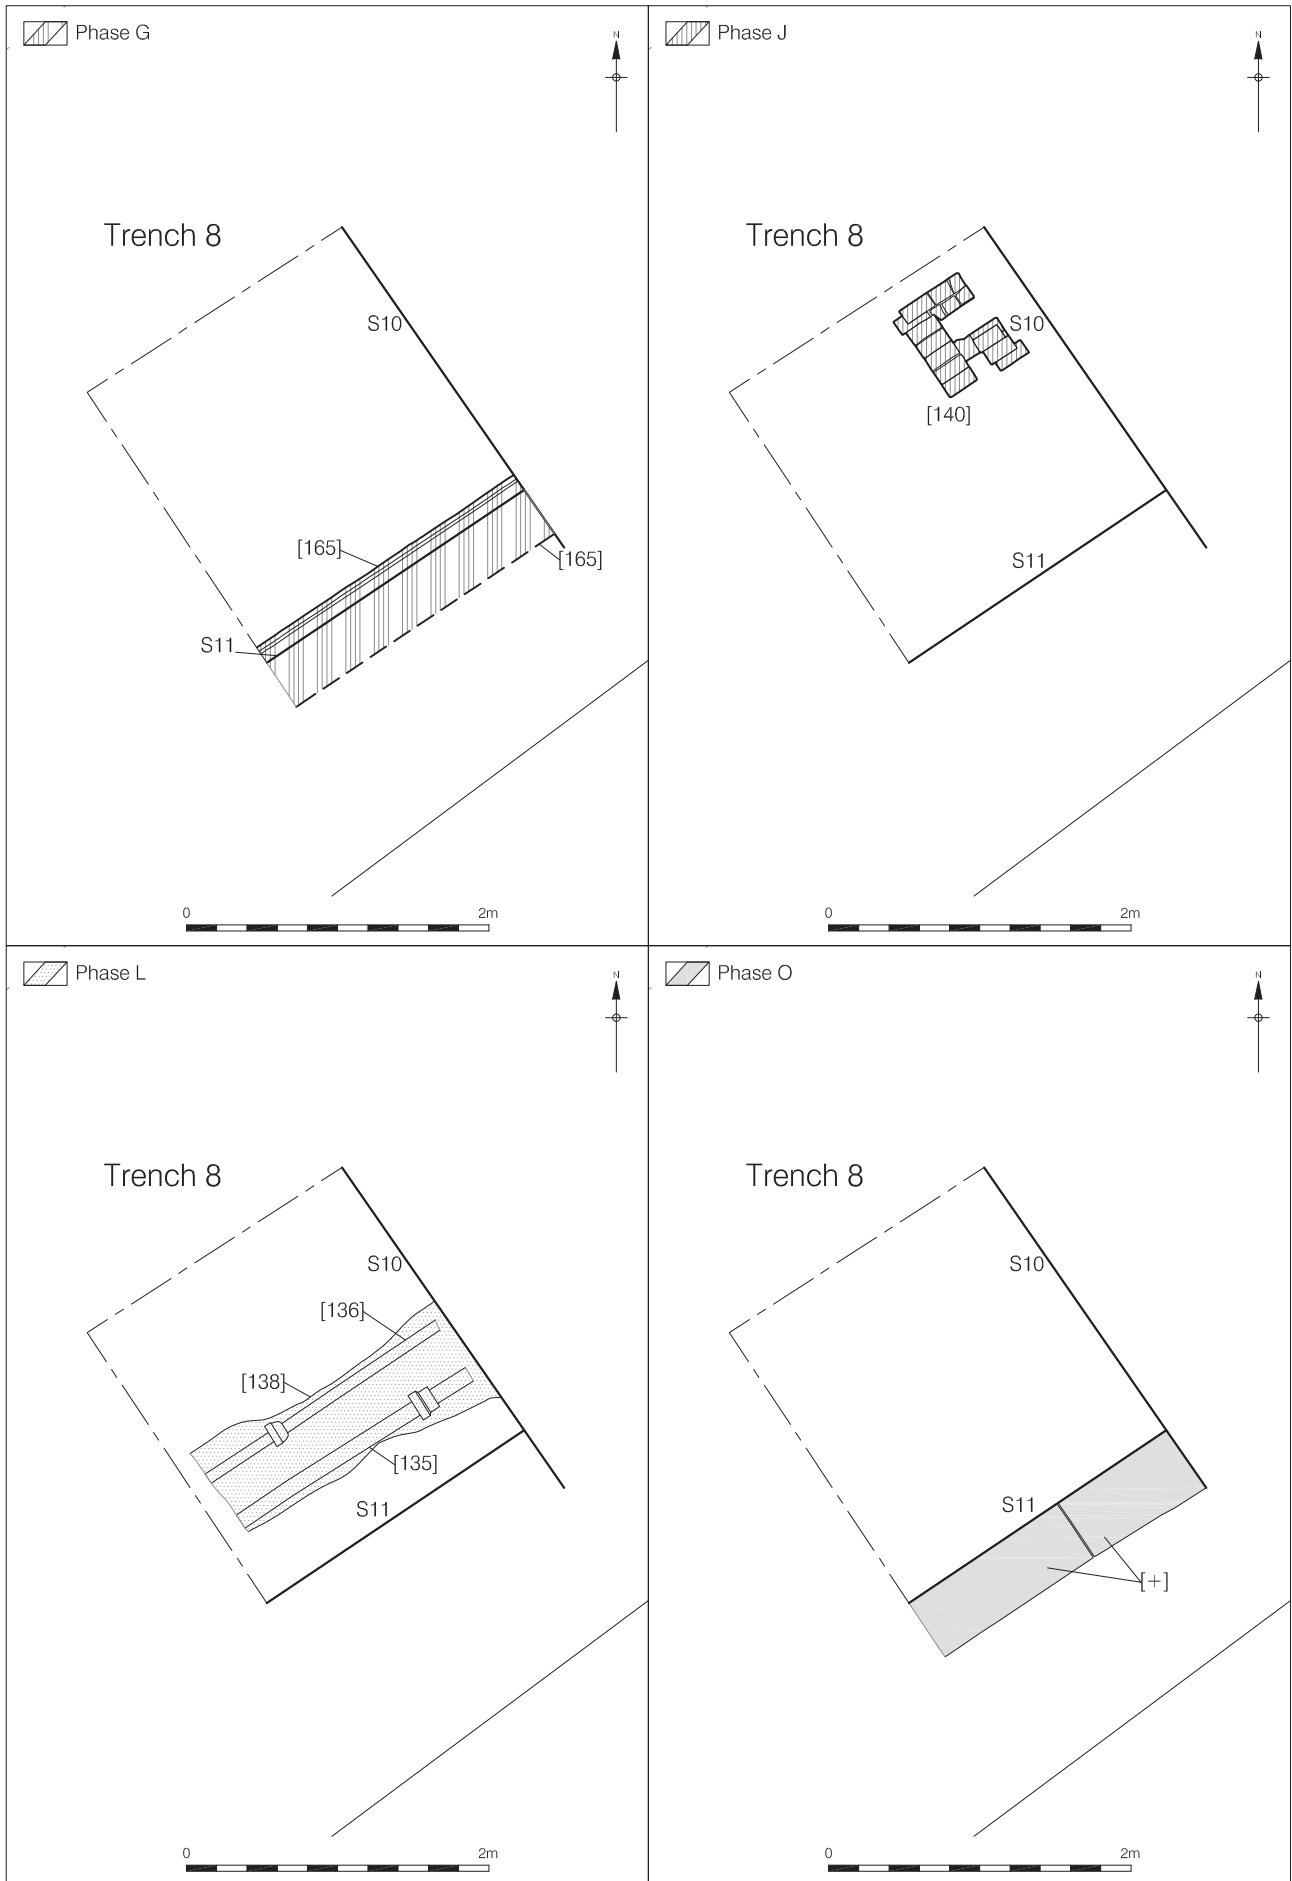 Phase G
N
Trench 8
S10
[165]
[165]
S11
0 2m
Phase J
N
Trench 8
S10
[140]
S11
0 2m
Phase L
N
Trench 8
S10
[136]
[138]
[135]
S11
0 2m
Phase O
N
Trench 8
S10
S11
[+]
0 2m